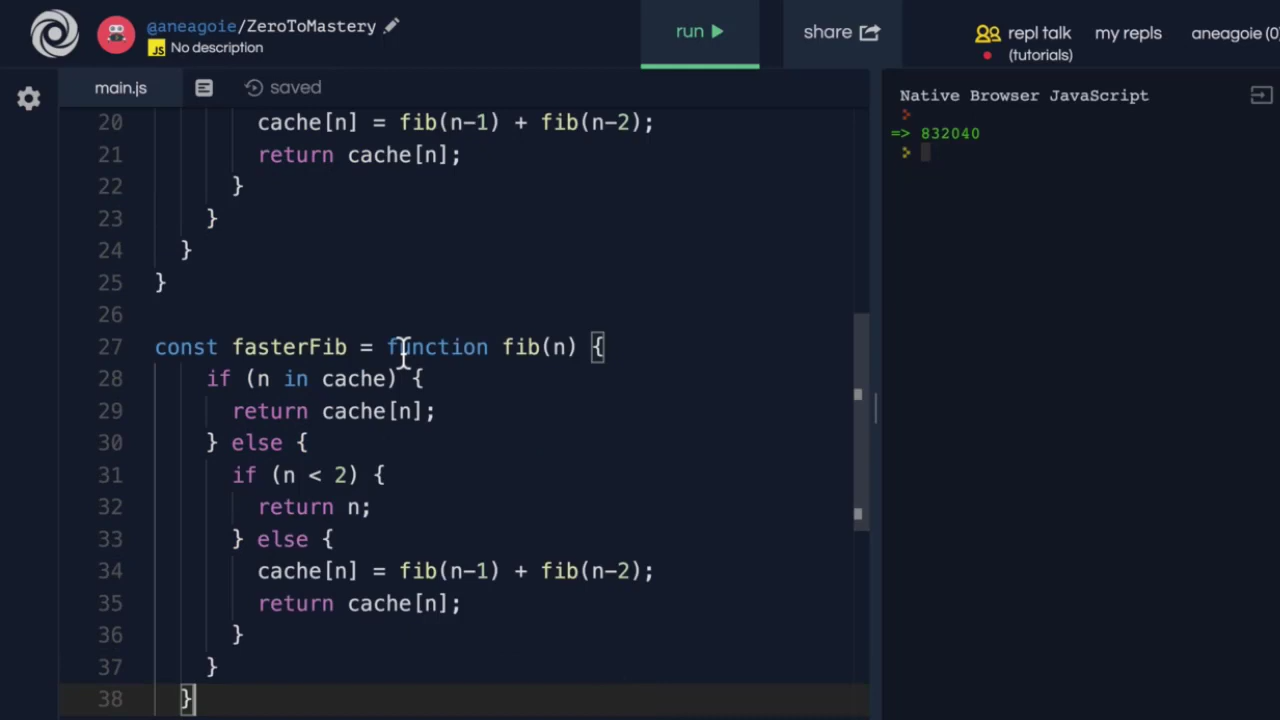 @aneagoie/ZeroToMastery
JS No description
run
share
repl talk
(tutorials)
my repls
aneagoie (0)
main.js
saved
20 cache[n] = fib(n-1) + fib(n-2);
21 return cache[n];
22 }
23 }
24 }
25 }
26
27 const fasterFib = function fib(n) {
28 if (n in cache) {
29 return cache[n];
30 } else {
31 if (n < 2) {
32 return n;
33 } else {
34 cache[n] = fib(n-1) + fib(n-2);
35 return cache[n];
36 }
37 }
38 }
Native Browser JavaScript
>
=> 832040
>